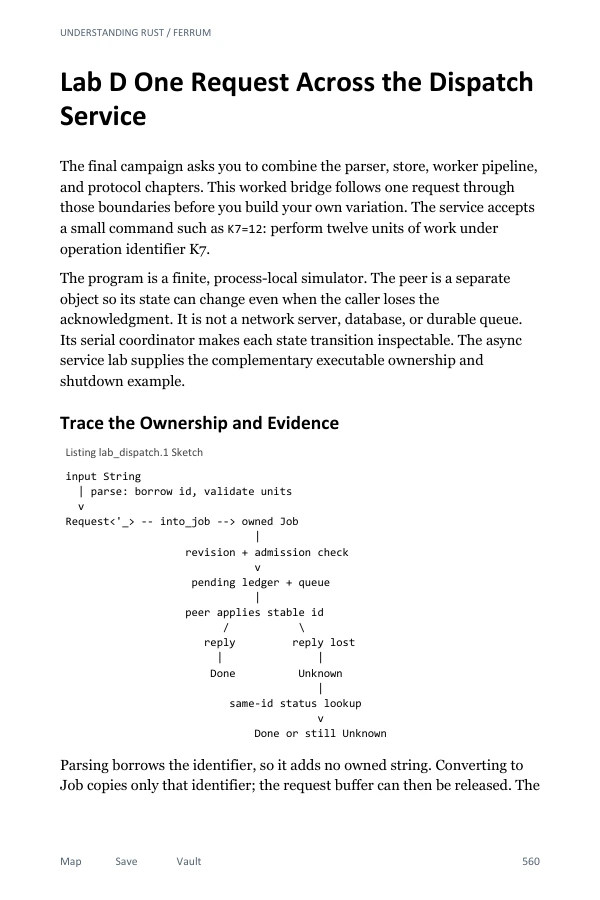 UNDERSTANDING RUST / FERRUM
Lab D One Request Across the Dispatch
Service
The final campaign asks you to combine the parser, store, worker pipeline,
and protocol chapters. This worked bridge follows one request through
those boundaries before you build your own variation. The service accepts
a small command such as K7=12: perform twelve units of work under
operation identifier K7.
The program is a finite, process-local simulator. The peer is a separate
object so its state can change even when the caller loses the
acknowledgment. It is not a network server, database, or durable queue.
Its serial coordinator makes each state transition inspectable. The async
service lab supplies the complementary executable ownership and
shutdown example.
Trace the Ownership and Evidence
Listing lab_dispatch.1 Sketch
input String
  | parse: borrow id, validate units
  v
Request<'_> -- into_job --> owned Job
                              |
                   revision + admission check
                              v
                    pending ledger + queue
                              |
                   peer applies stable id
                         /           \
                      reply         reply lost
                        |               |
                       Done          Unknown
                                        |
                          same-id status lookup
                                        v
                              Done or still Unknown
Parsing borrows the identifier, so it adds no owned string. Converting to
Job copies only that identifier; the request buffer can then be released. The
Map Save Vault 560